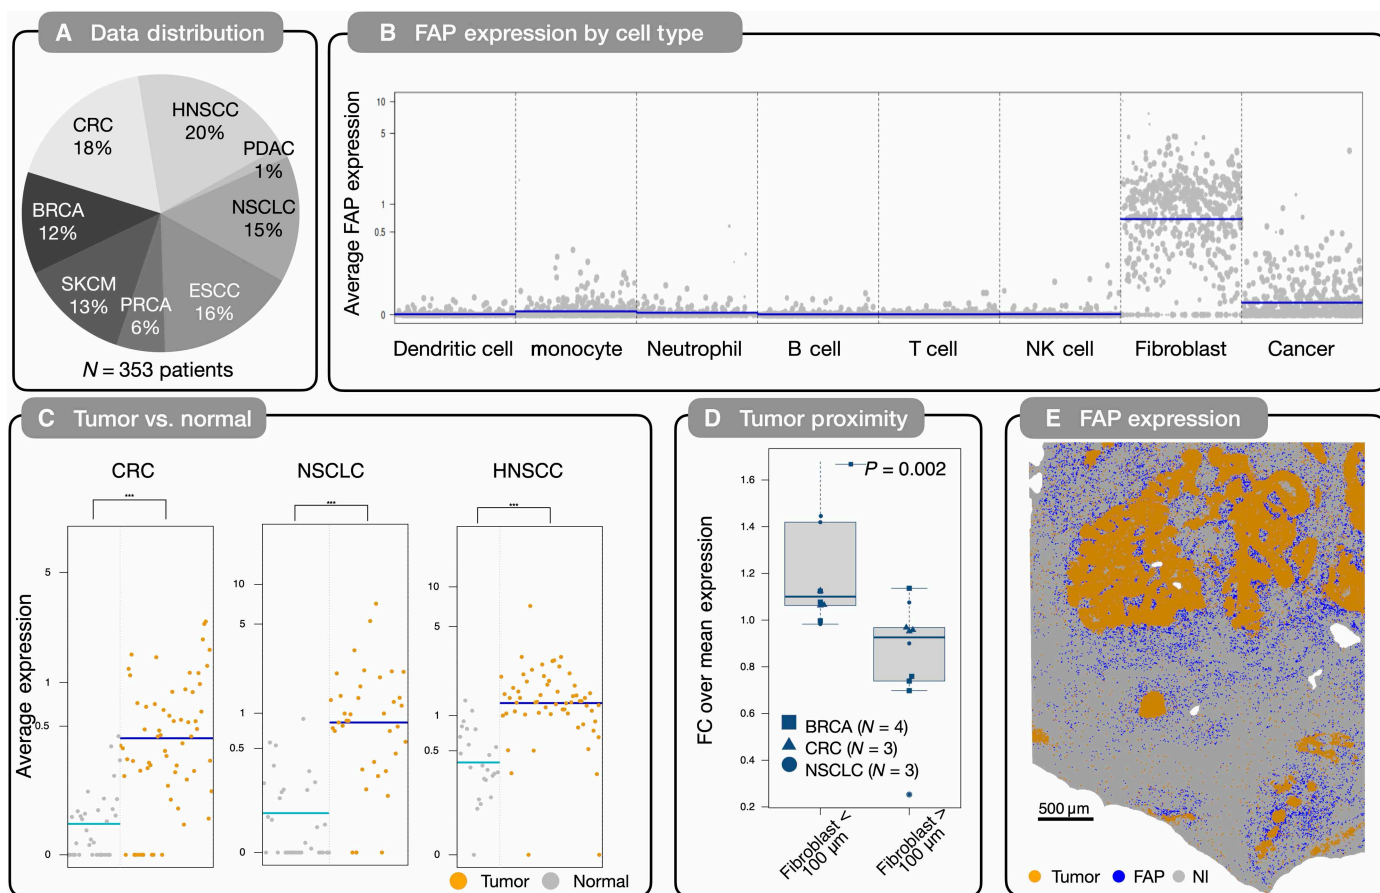 A Data distribution
CRC
18%
HNSCC
20%
PDAC
1%
NSCLC
15%
ESCC
16%
PRCA
6%
SKCM
13%
BRCA
12%
N = 353 patients
B FAP expression by cell type
Average FAP expression
10
5
1
0.5
0
Dendritic cell monocyte Neutrophil B cell T cell NK cell Fibroblast Cancer
C Tumor vs. normal
Average expression
CRC
***
5
1
0.5
0
NSCLC
***
10
5
1
0.5
0
HNSCC
***
10
5
1
0.5
0
Tumor Normal
D Tumor proximity
FC over mean expression
P = 0.002
1.6
1.4
1.2
1.0
0.8
0.6
0.4
0.2
BRCA (N = 4)
CRC (N = 3)
NSCLC (N = 3)
Fibroblast <
100 µm
Fibroblast >
100 µm
E FAP expression
500 µm
Tumor FAP NI